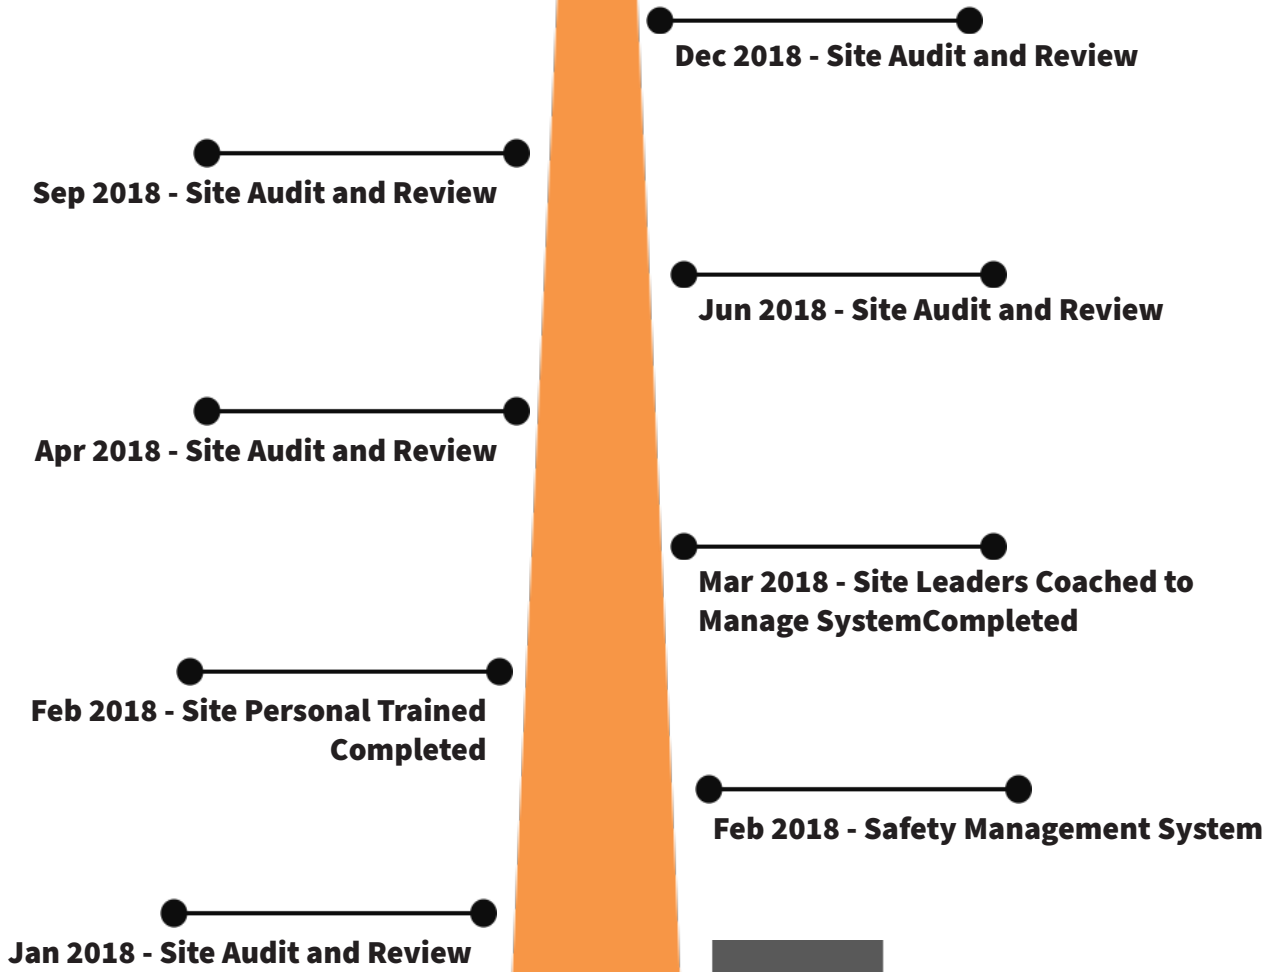 Dec 2018 - Site Audit and Review
Sep 2018 - Site Audit and Review
Jun 2018 - Site Audit and Review
Apr 2018 - Site Audit and Review
Mar 2018 - Site Leaders Coached to
Manage SystemCompleted
Feb 2018 - Site Personal Trained
Completed
Feb 2018 - Safety Management System
Jan 2018 - Site Audit and Review